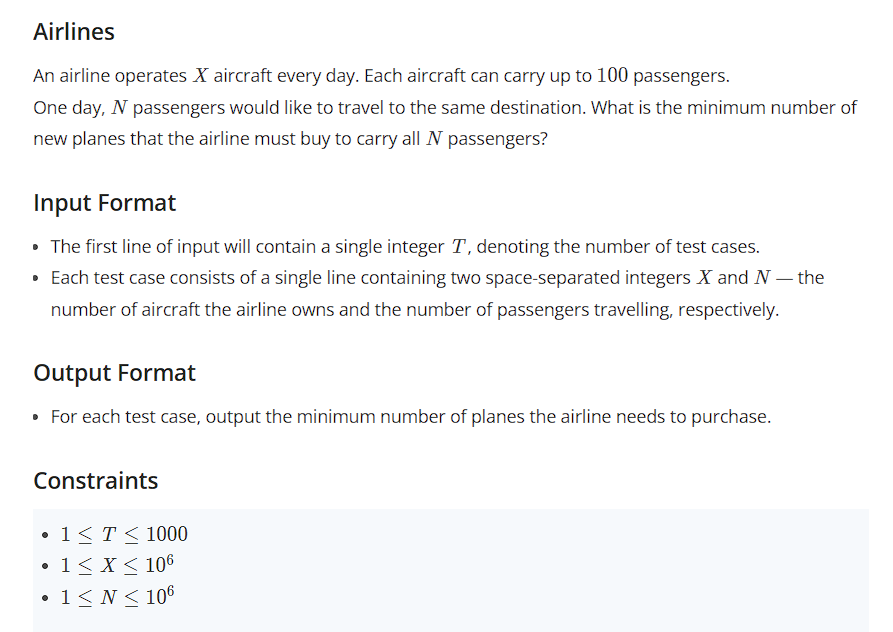 Airlines
An airline operates X aircraft every day. Each aircraft can carry up to 100 passengers.
One day, N passengers would like to travel to the same destination. What is the minimum number of
new planes that the airline must buy to carry all N passengers?
Input Format
• The first line of input will contain a single integer T, denoting the number of test cases.
• Each test case consists of a single line containing two space-separated integers X and N — the
number of aircraft the airline owns and the number of passengers travelling, respectively.
Output Format
• For each test case, output the minimum number of planes the airline needs to purchase.
Constraints
• 1 ≤ T ≤ 1000
• 1 ≤ X ≤ 10⁶
• 1 ≤ N ≤ 10⁶